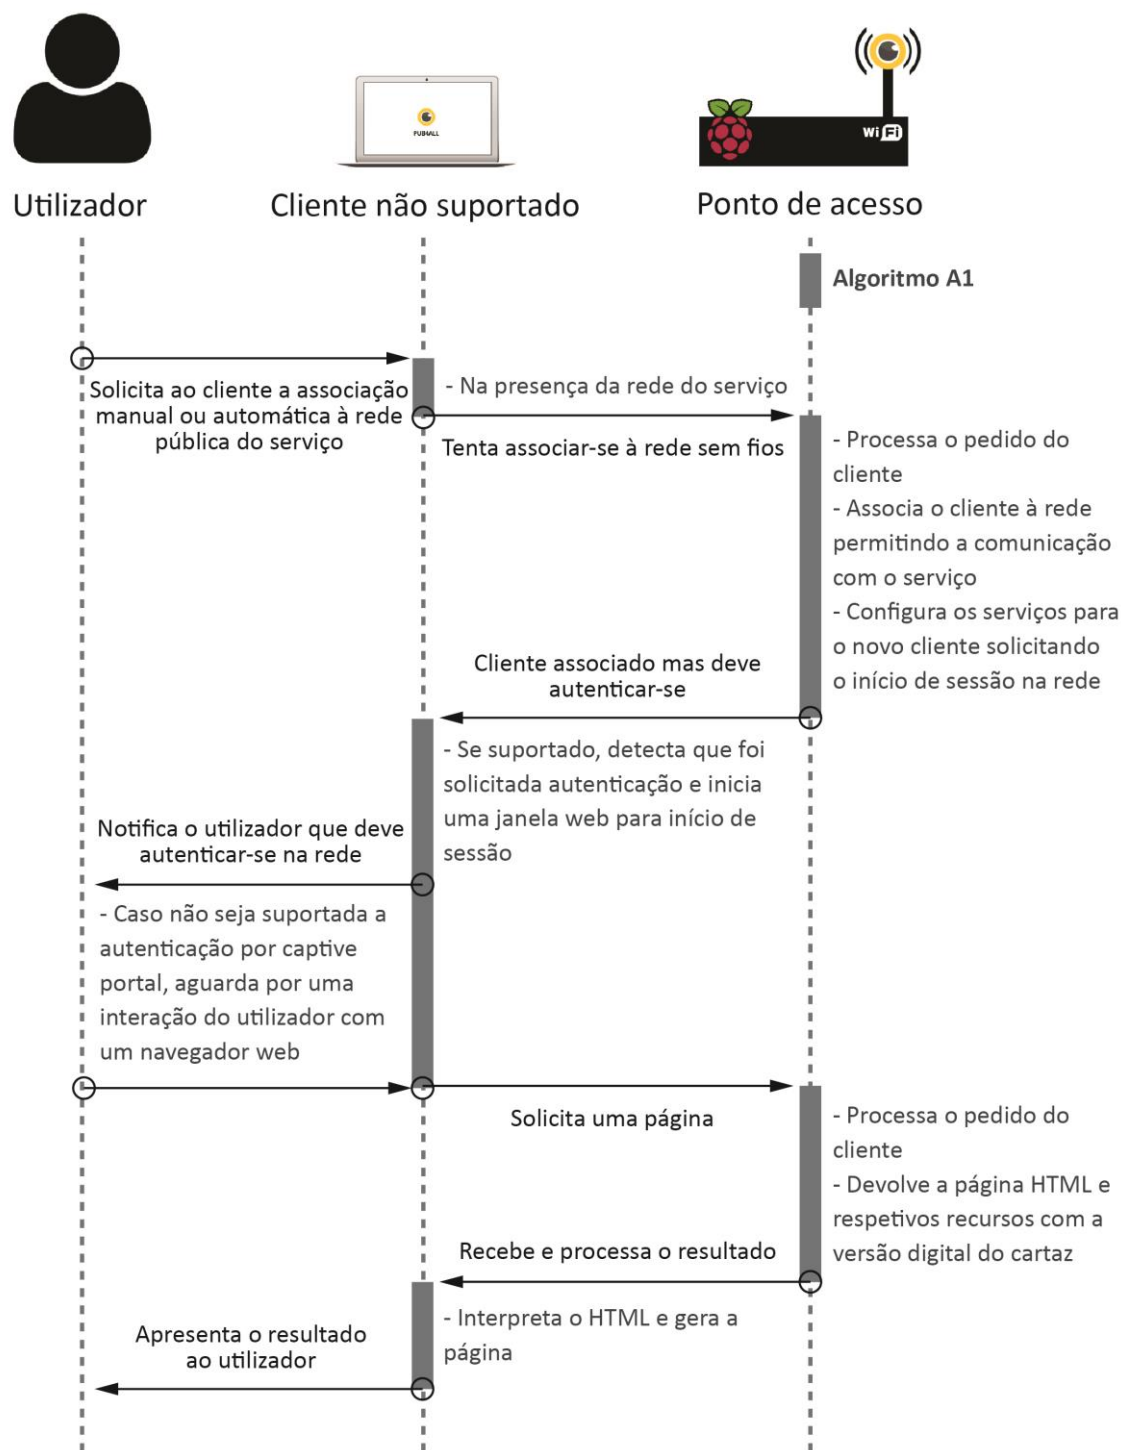 PUB4ALL
Wi Fi
Utilizador
Cliente não suportado
Ponto de acesso
Algoritmo A1
Solicita ao cliente a associação
manual ou automática à rede
pública do serviço
- Na presença da rede do serviço
Tenta associar-se à rede sem fios
- Processa o pedido do
cliente
- Associa o cliente à rede
permitindo a comunicação
com o serviço
- Configura os serviços para
o novo cliente solicitando
o início de sessão na rede
Cliente associado mas deve
autenticar-se
- Se suportado, detecta que foi
solicitada autenticação e inicia
uma janela web para início de
sessão
Notifica o utilizador que deve
autenticar-se na rede
- Caso não seja suportada a
autenticação por captive
portal, aguarda por uma
interação do utilizador com
um navegador web
Solicita uma página
- Processa o pedido do
cliente
- Devolve a página HTML e
respetivos recursos com a
versão digital do cartaz
Recebe e processa o resultado
- Interpreta o HTML e gera a
página
Apresenta o resultado
ao utilizador